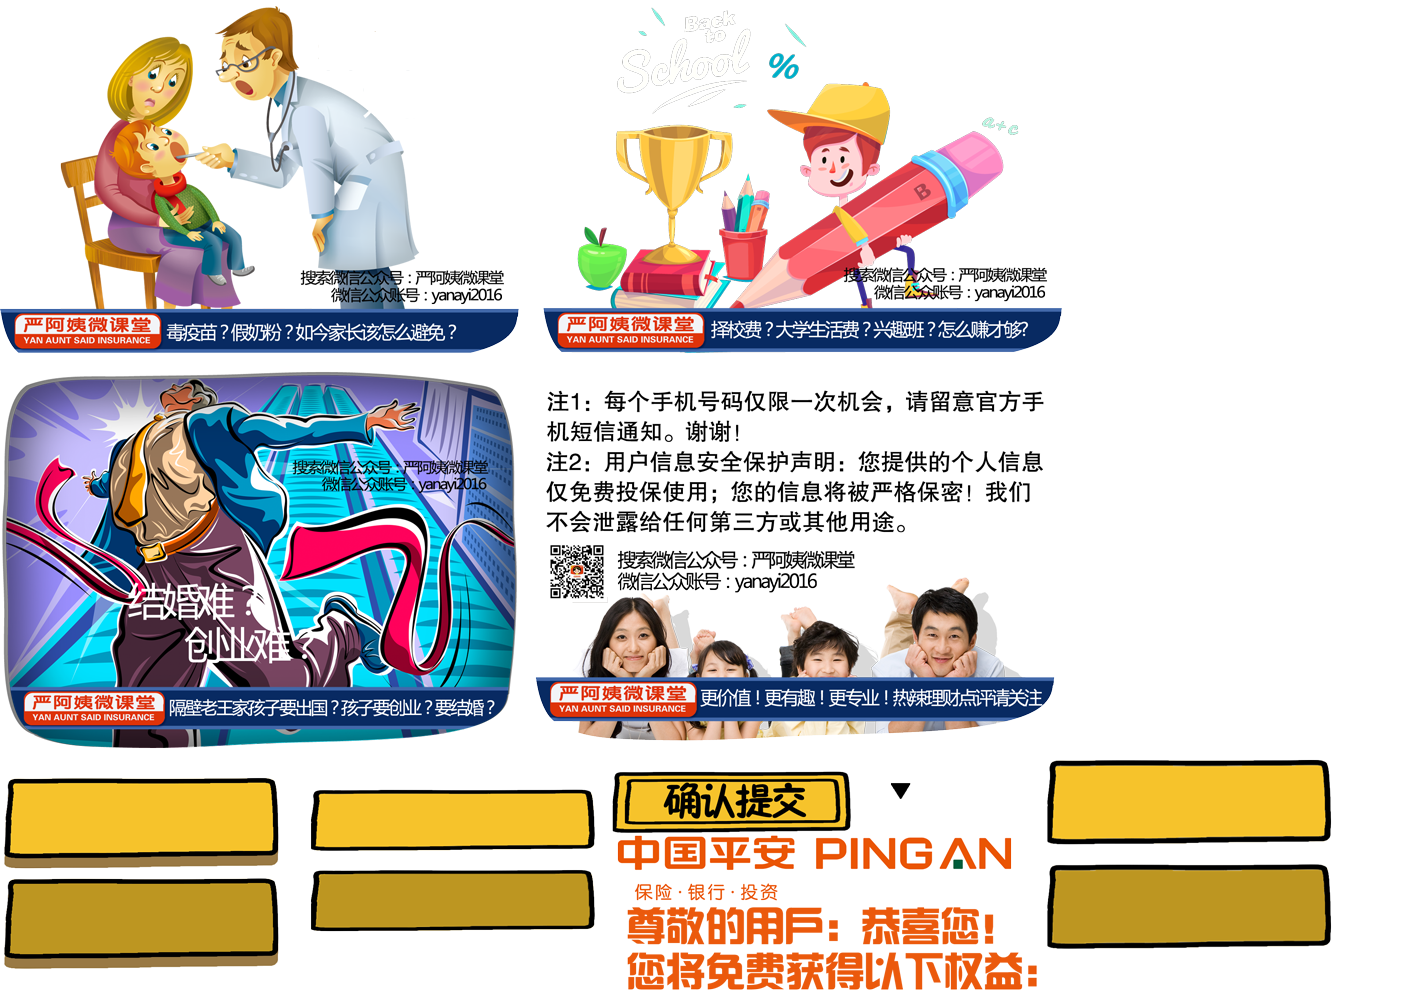 搜索微信公众号：严阿姨微课堂
微信公众账号：yanayi2016
严阿姨微课堂
YAN AUNT SAID INSURANCE
毒疫苗？假奶粉？如今家长该怎么避免？
Back
to
School
%
a+c
B
搜索微信公众号：严阿姨微课堂
微信公众账号：yanayi2016
严阿姨微课堂
YAN AUNT SAID INSURANCE
择校费？大学生活费？兴趣班？怎么赚才够?
搜索微信公众号：严阿姨微课堂
微信公众账号：yanayi2016
结婚难？
创业难？
严阿姨微课堂
YAN AUNT SAID INSURANCE
隔壁老王家孩子要出国？孩子要创业？要结婚？
注1：每个手机号码仅限一次机会，请留意官方手
机短信通知。谢谢！
注2：用户信息安全保护声明：您提供的个人信息
仅免费投保使用；您的信息将被严格保密！我们
不会泄露给任何第三方或其他用途。
搜索微信公众号：严阿姨微课堂
微信公众账号：yanayi2016
严阿姨微课堂
YAN AUNT SAID INSURANCE
更价值！更有趣！更专业！热辣理财点评请关注
确认提交
中国平安 PING AN
保险·银行·投资
尊敬的用戶：恭喜您！
您将免费获得以下权益：